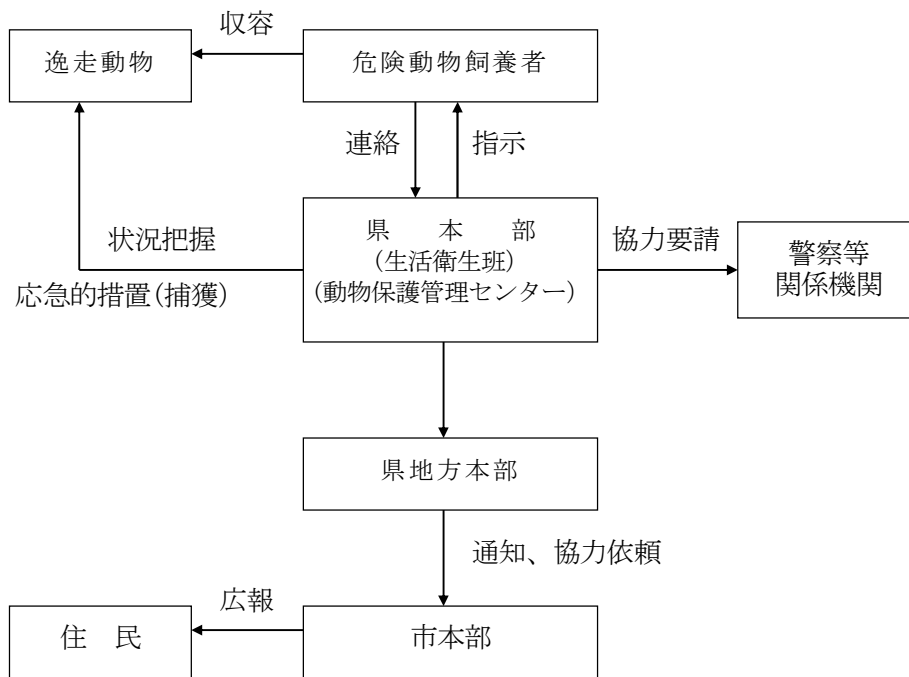 収容
逸走動物
危険動物飼養者
連絡
指示
県　本　部
(生活衛生班)
(動物保護管理センター)
状況把握
応急的措置(捕獲)
協力要請
警察等
関係機関
県地方本部
通知、協力依頼
広報
住　民
市本部